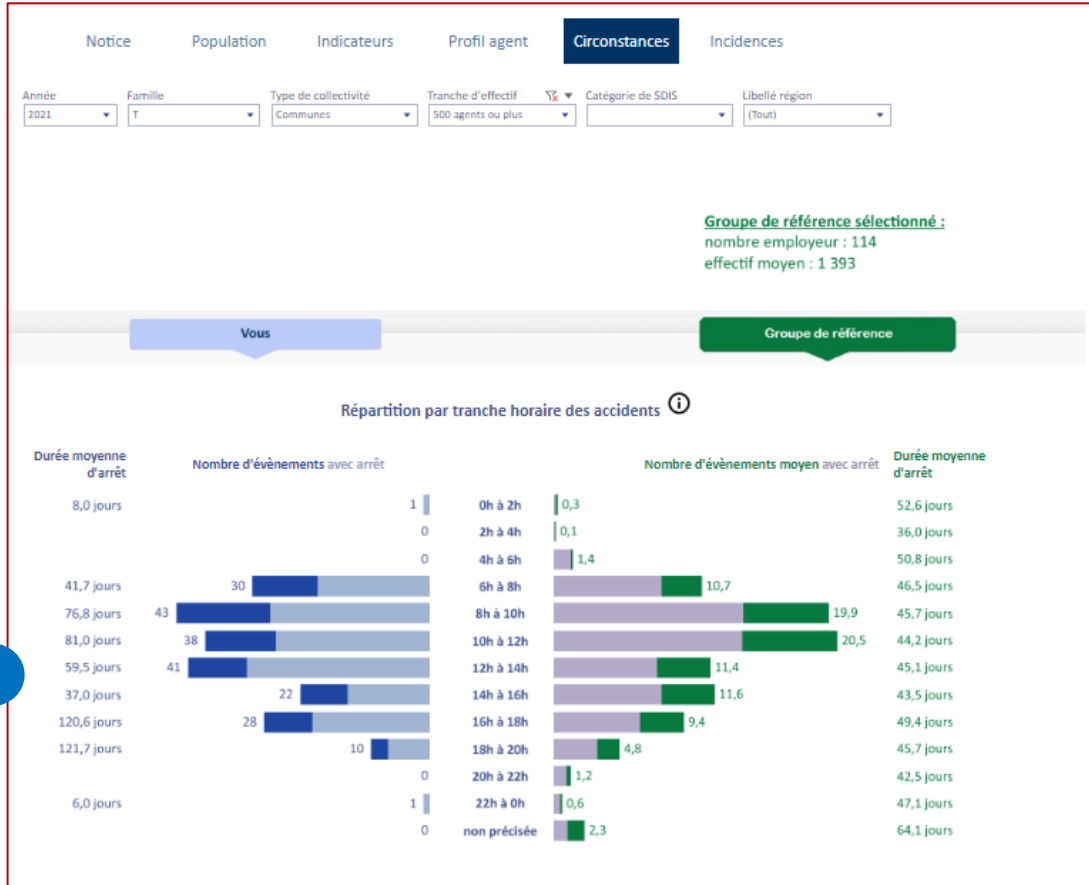 Notice Population Indicateurs Profil agent Circonstances Incidences
Année Famille Type de collectivité Tranche d'effectif Catégorie de SDIS Libellé région
2021 T Communes 500 agents ou plus (Tout)
Groupe de référence sélectionné :
nombre employeur : 114
effectif moyen : 1 393
Vous Groupe de référence
Répartition par tranche horaire des accidents
Durée moyenne d'arrêt Nombre d'évènements avec arrêt Nombre d'évènements moyen avec arrêt Durée moyenne d'arrêt
8,0 jours 1 0h à 2h 0,3 52,6 jours
0 2h à 4h 0,1 36,0 jours
0 4h à 6h 1,4 50,8 jours
41,7 jours 30 6h à 8h 10,7 46,5 jours
76,8 jours 43 8h à 10h 19,9 45,7 jours
81,0 jours 38 10h à 12h 20,5 44,2 jours
59,5 jours 41 12h à 14h 11,4 45,1 jours
37,0 jours 22 14h à 16h 11,6 43,5 jours
120,6 jours 28 16h à 18h 9,4 49,4 jours
121,7 jours 10 18h à 20h 4,8 45,7 jours
0 20h à 22h 1,2 42,5 jours
6,0 jours 1 22h à 0h 0,6 47,1 jours
0 non précisée 2,3 64,1 jours